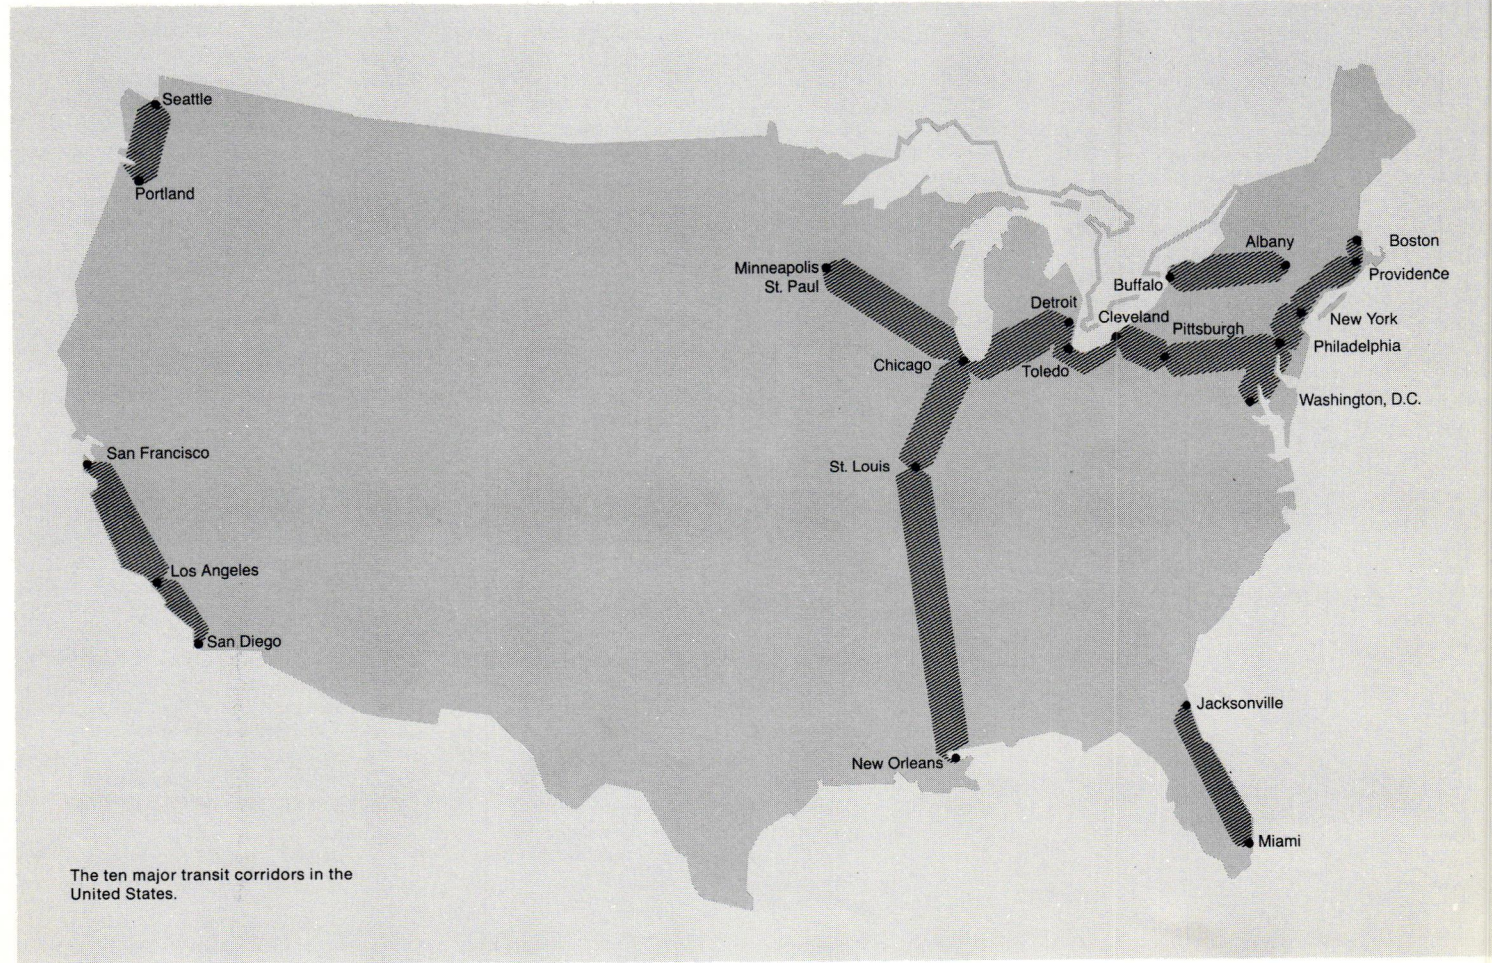 Seattle
Portland
Minneapolis
St. Paul
Albany
Boston
Buffalo
Providence
Detroit
Cleveland
Pittsburgh
New York
Philadelphia
Chicago
Toledo
Washington, D.C.
San Francisco
St. Louis
Los Angeles
San Diego
Jacksonville
New Orleans
Miami
The ten major transit corridors in the
United States.